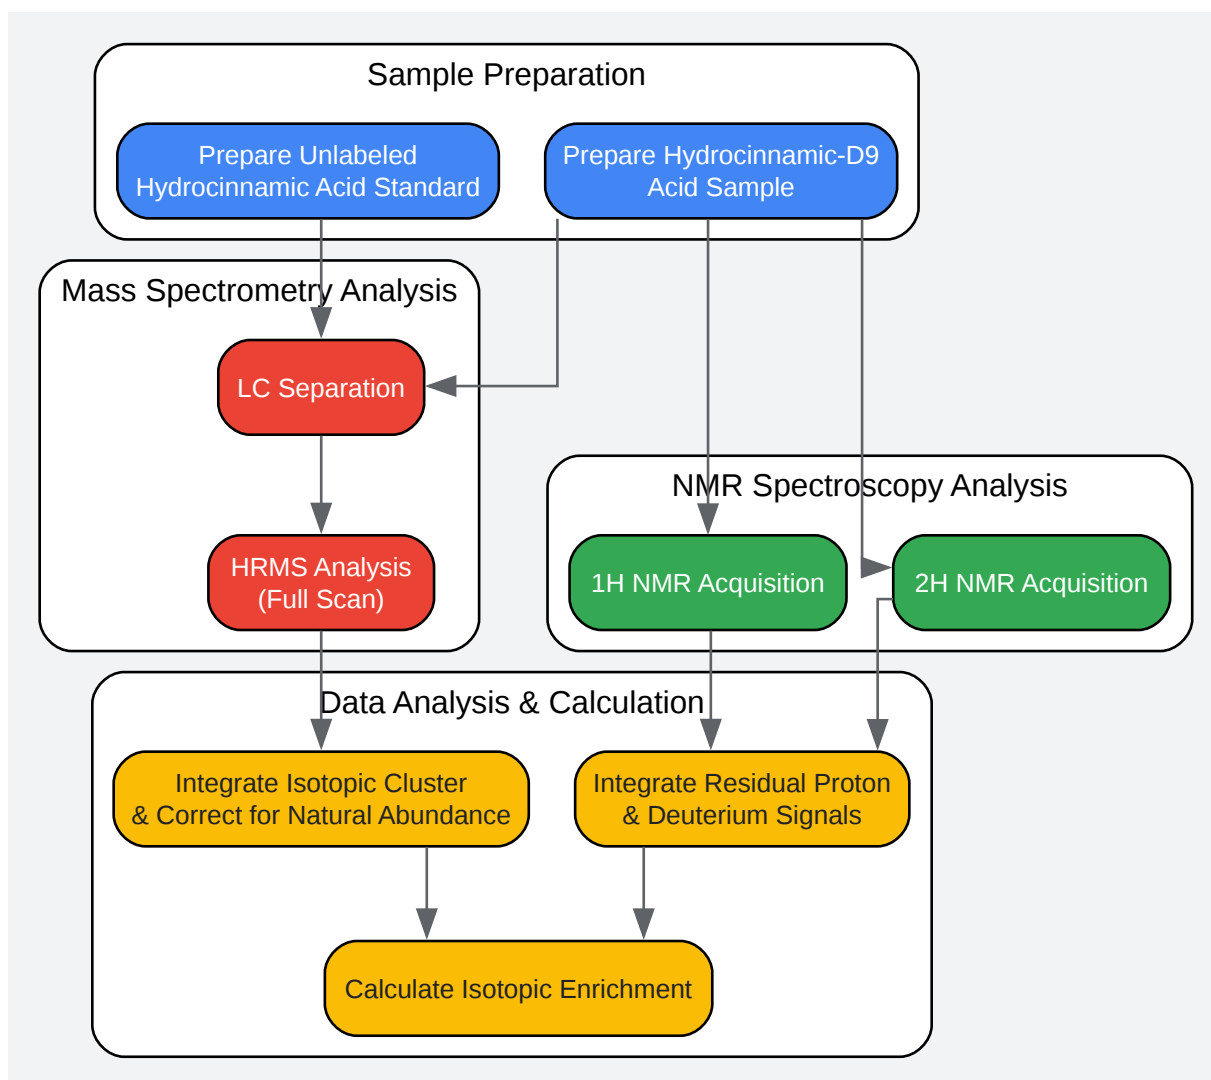 Sample Preparation
Prepare Unlabeled
Hydrocinnamic Acid Standard
Prepare Hydrocinnamic-D9
Acid Sample
Mass Spectrometry Analysis
LC Separation
HRMS Analysis
(Full Scan)
NMR Spectroscopy Analysis
1H NMR Acquisition
2H NMR Acquisition
Data Analysis & Calculation
Integrate Isotopic Cluster
& Correct for Natural Abundance
Integrate Residual Proton
& Deuterium Signals
Calculate Isotopic Enrichment